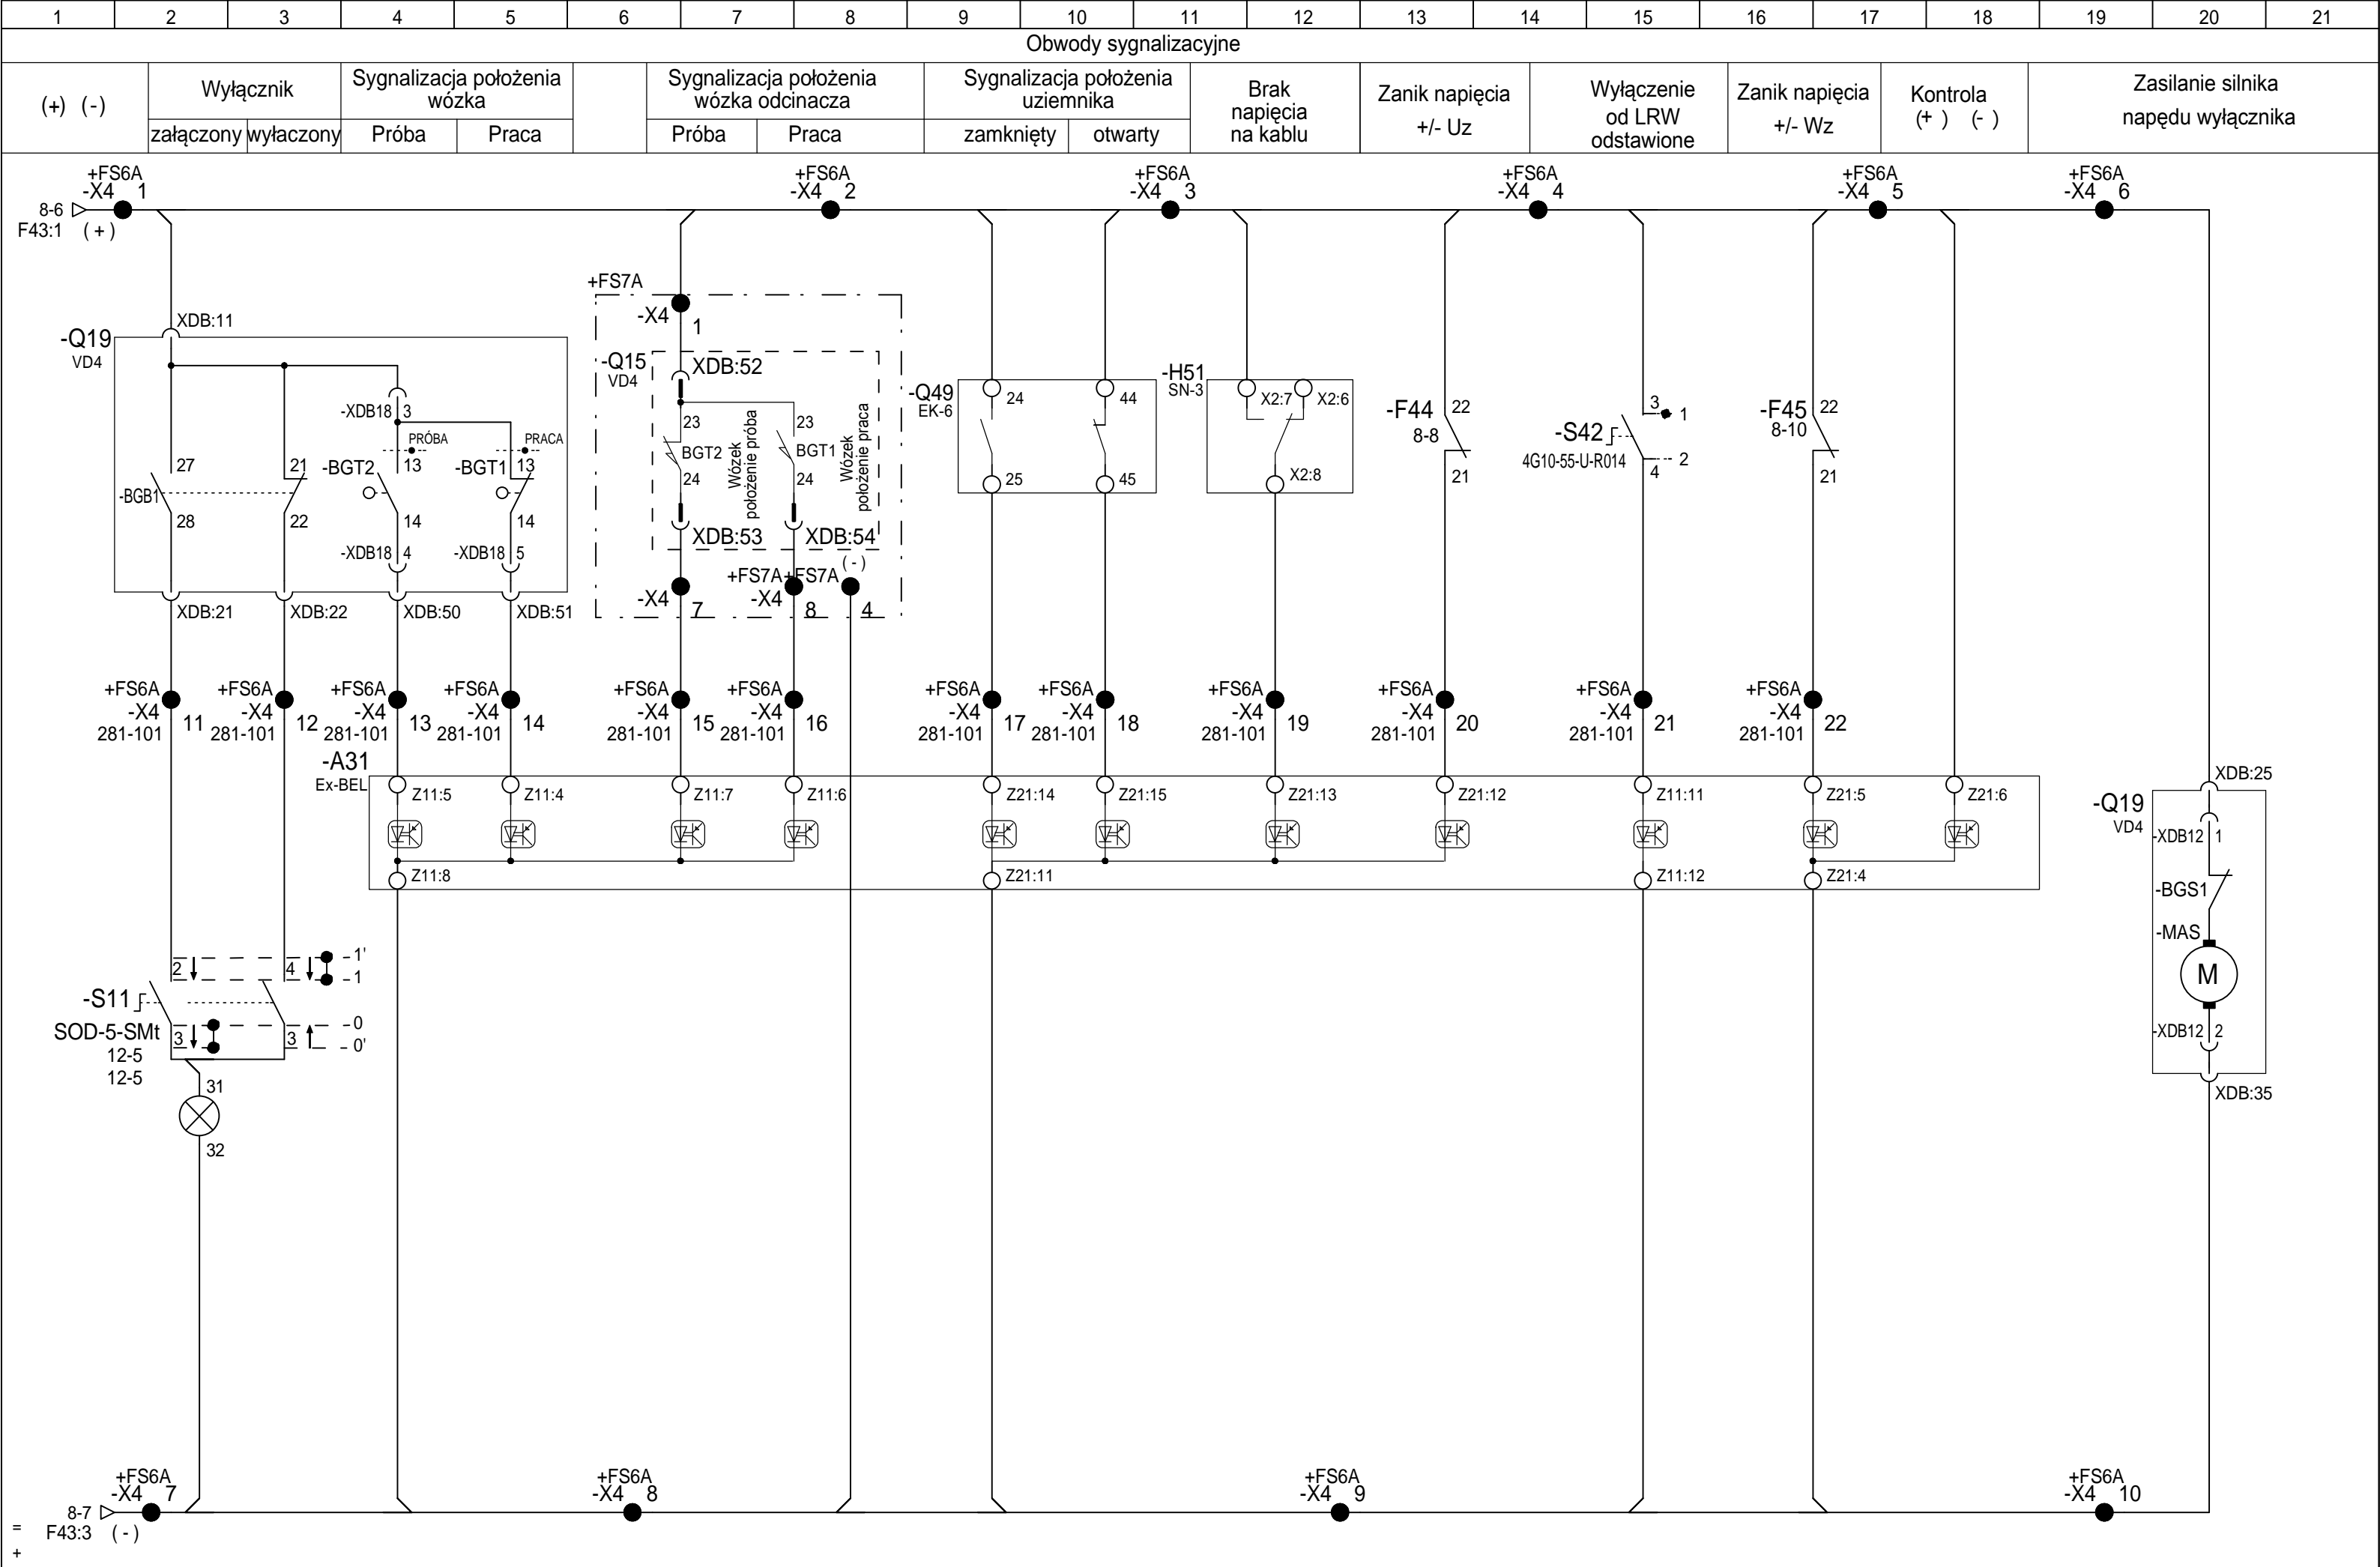 1 2 3 4 5 6 7 8 9 10 11 12 13 14 15 16 17 18 19 20 21
Obwody sygnalizacyjne
(+) (-)
Wyłącznik
załączony wyłaczony
Sygnalizacja położenia
wózka
Próba Praca
Sygnalizacja położenia
wózka odcinacza
Próba Praca
Sygnalizacja położenia
uziemnika
zamknięty otwarty
Brak
napięcia
na kablu
Zanik napięcia
+/- Uz
Wyłączenie
od LRW
odstawione
Zanik napięcia
+/- Wz
Kontrola
(+ ) (- )
Zasilanie silnika
napędu wyłącznika
+FS6A +FS6A +FS6A +FS6A +FS6A +FS6A
-X4 1 -X4 2 -X4 3 -X4 4 -X4 5 -X4 6
8-6
F43:1 (+)
XDB:11
-Q19
VD4
-XDB18 3
PRÓBA PRACA
27 21 -BGT2 13 -BGT1 13
-BGB1
28 22 14 14
-XDB18 4 -XDB18 5
XDB:21 XDB:22 XDB:50 XDB:51
+FS7A
-X4
1
-Q15
VD4
XDB:52
23 23
BGT2 BGT1
24 24
Wózek
położenie próba
Wózek
położenie praca
XDB:53 XDB:54
(-)
+FS7A +FS7A
-X4 -X4
7 8 4
-Q49
EK-6
24 44
25 45
-H51
SN-3
X2:7 X2:6
X2:8
-F44 22
8-8
21
3
1
-S42
4G10-55-U-R014
2
4
-F45 22
8-10
21
+FS6A +FS6A +FS6A +FS6A +FS6A +FS6A +FS6A +FS6A +FS6A +FS6A +FS6A +FS6A
-X4 -X4 -X4 -X4 -X4 -X4 -X4 -X4 -X4 -X4 -X4 -X4
11 12 13 14 15 16 17 18 19 20 21 22
281-101 281-101 281-101 281-101 281-101 281-101 281-101 281-101 281-101 281-101 281-101 281-101
-A31
Ex-BEL
Z11:5 Z11:4 Z11:7 Z11:6 Z21:14 Z21:15 Z21:13 Z21:12 Z11:11 Z21:5 Z21:6
Z11:8 Z21:11 Z11:12 Z21:4
XDB:25
-Q19
VD4
-XDB12 1
-BGS1
-MAS
M
-XDB12 2
XDB:35
2 4 1'
1
-S11
SOD-5-SMt
12-5
12-5
0
3 3 0'
31
32
+FS6A +FS6A +FS6A +FS6A
-X4 7 -X4 8 -X4 9 -X4 10
8-7
F43:3 (-)
=
+